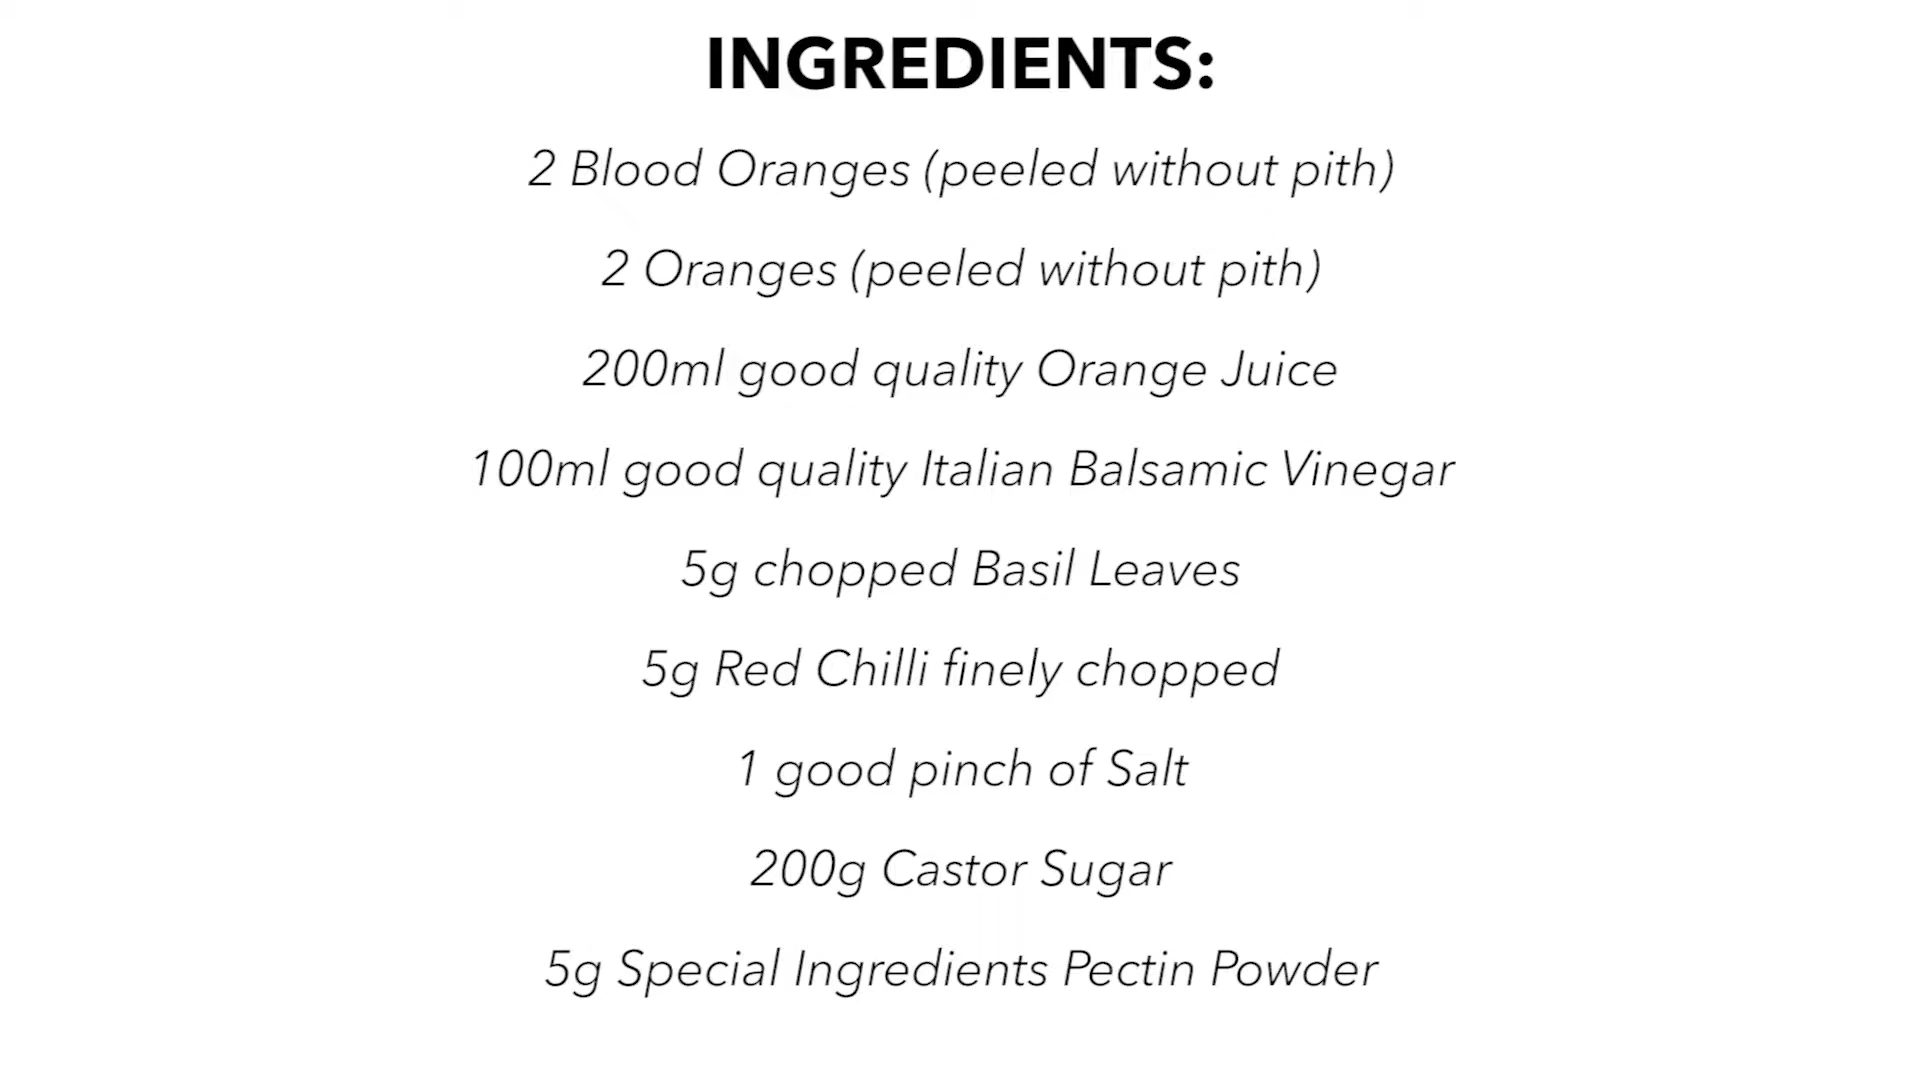 INGREDIENTS:
2 Blood Oranges (peeled without pith)
2 Oranges (peeled without pith)
200ml good quality Orange Juice
100ml good quality Italian Balsamic Vinegar
5g chopped Basil Leaves
5g Red Chilli finely chopped
1 good pinch of Salt
200g Castor Sugar
5g Special Ingredients Pectin Powder